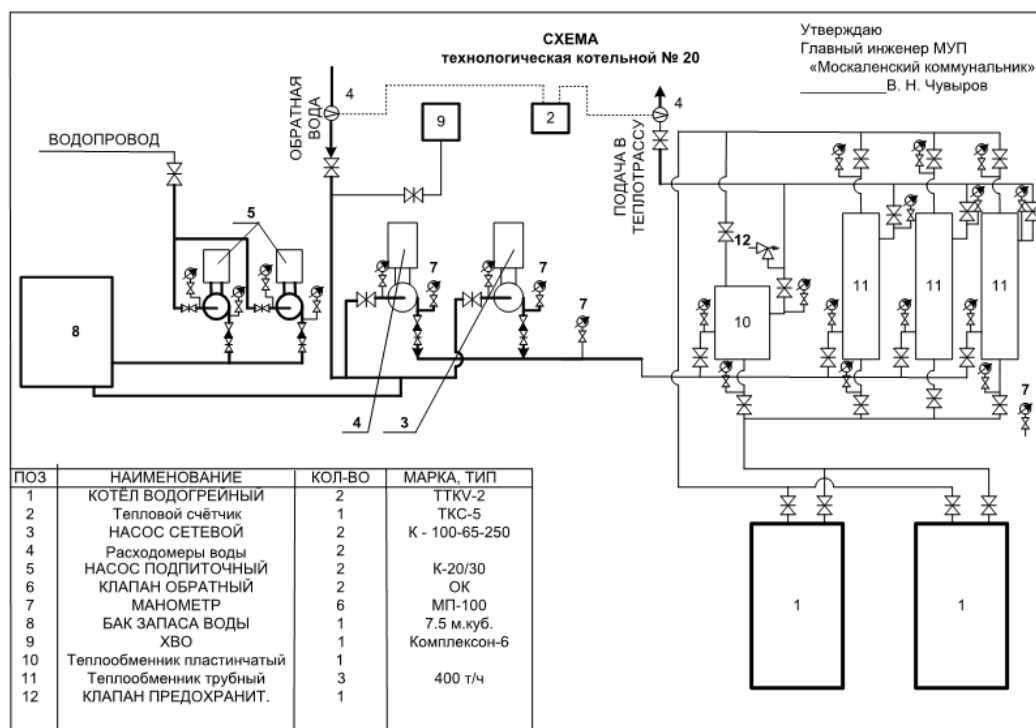 СХЕМА
технологическая котельной № 20
Утверждаю
Главный инженер МУП
«Москаленский коммунальник»
________В. Н. Чувыров
ВОДОПРОВОД
ОБРАТНАЯ
ВОДА
4
9
2
4
ПОДАЧА В
ТЕПЛОТРАССУ
5
7
7
7
12
8
10
11
11
11
7
4
3
1
1
ПОЗ НАИМЕНОВАНИЕ КОЛ-ВО МАРКА, ТИП
1 КОТЁЛ ВОДОГРЕЙНЫЙ 2 TTKV-2
2 Тепловой счётчик 1 ТКС-5
3 НАСОС СЕТЕВОЙ 2 К - 100-65-250
4 Расходомеры воды 2
5 НАСОС ПОДПИТОЧНЫЙ 2 К-20/30
6 КЛАПАН ОБРАТНЫЙ 2 ОК
7 МАНОМЕТР 6 МП-100
8 БАК ЗАПАСА ВОДЫ 1 7.5 м.куб.
9 ХВО 1 Комплексон-6
10 Теплообменник пластинчатый 1
11 Теплообменник трубный 3 400 т/ч
12 КЛАПАН ПРЕДОХРАНИТ. 1